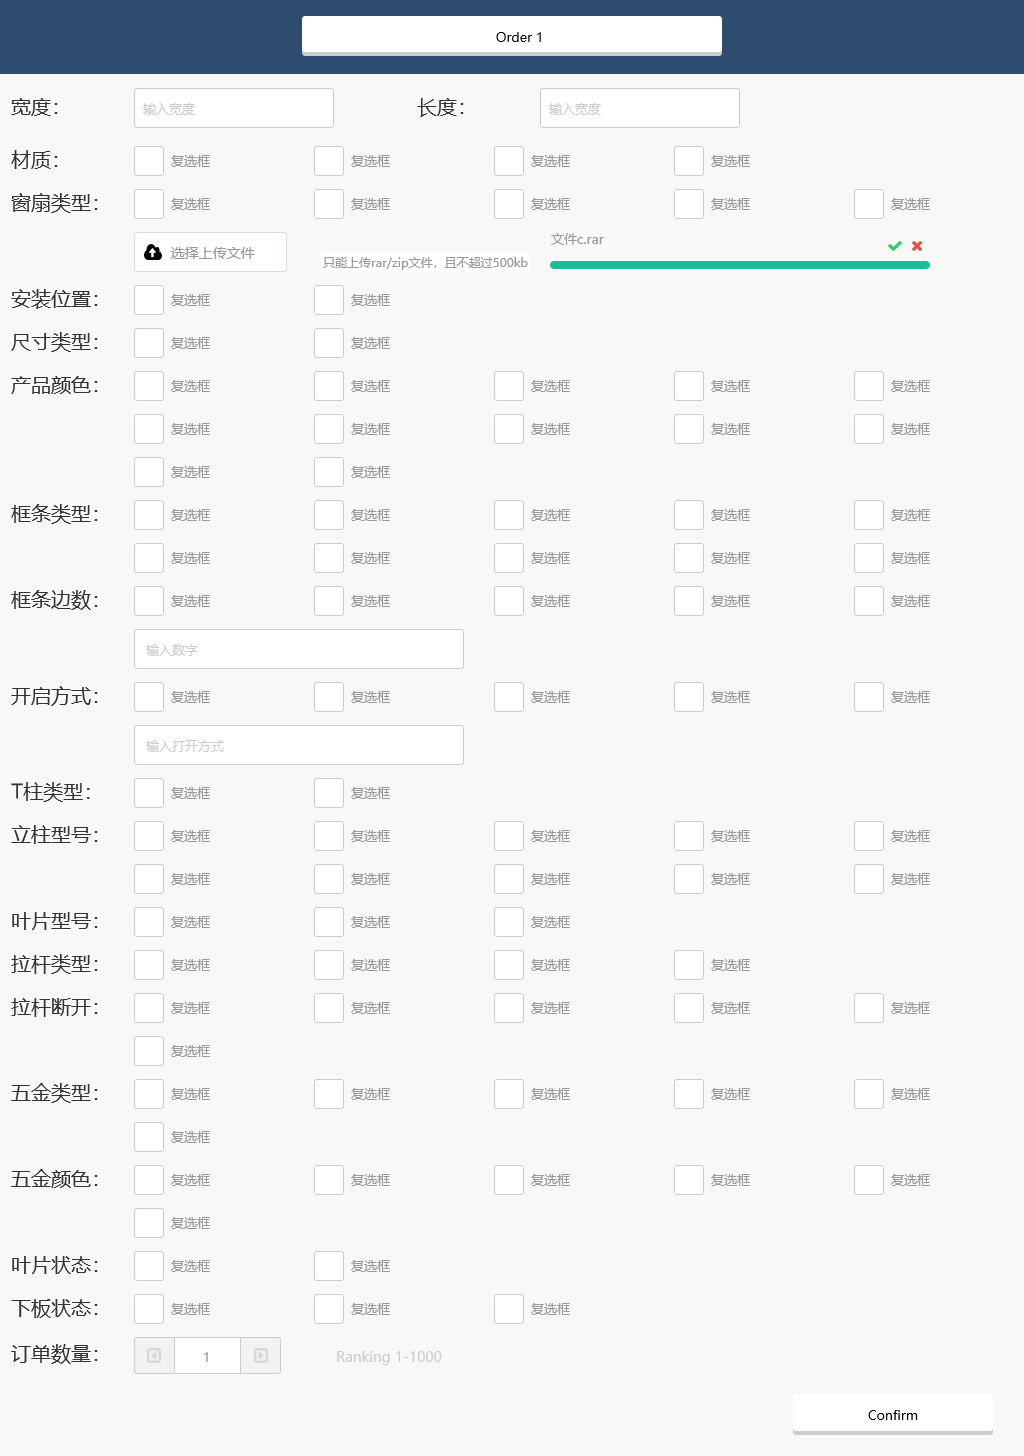 Order 1
宽度： 输入宽度 长度： 输入宽度
材质： 复选框 复选框 复选框 复选框
窗扇类型： 复选框 复选框 复选框 复选框 复选框
选择上传文件 只能上传rar/zip文件，且不超过500kb 文件c.rar
安装位置： 复选框 复选框
尺寸类型： 复选框 复选框
产品颜色： 复选框 复选框 复选框 复选框 复选框
复选框 复选框 复选框 复选框 复选框
复选框 复选框
框条类型： 复选框 复选框 复选框 复选框 复选框
复选框 复选框 复选框 复选框 复选框
框条边数： 复选框 复选框 复选框 复选框 复选框
输入数字
开启方式： 复选框 复选框 复选框 复选框 复选框
输入打开方式
T柱类型： 复选框 复选框
立柱型号： 复选框 复选框 复选框 复选框 复选框
复选框 复选框 复选框 复选框 复选框
叶片型号： 复选框 复选框 复选框
拉杆类型： 复选框 复选框 复选框 复选框
拉杆断开： 复选框 复选框 复选框 复选框 复选框
复选框
五金类型： 复选框 复选框 复选框 复选框 复选框
复选框
五金颜色： 复选框 复选框 复选框 复选框 复选框
复选框
叶片状态： 复选框 复选框
下板状态： 复选框 复选框 复选框
订单数量： 1 Ranking 1-1000
Confirm